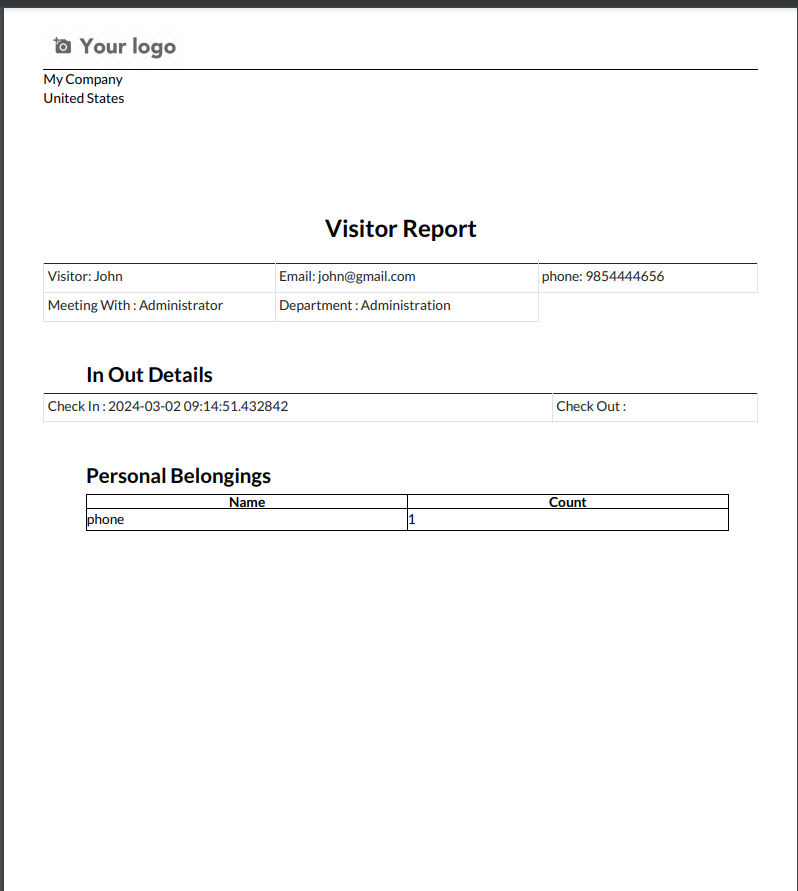 Your logo
My Company
United States
Visitor Report
Visitor: John Email: john@gmail.com phone: 9854444656
Meeting With : Administrator Department : Administration
In Out Details
Check In : 2024-03-02 09:14:51.432842 Check Out :
Personal Belongings
Name Count
phone 1